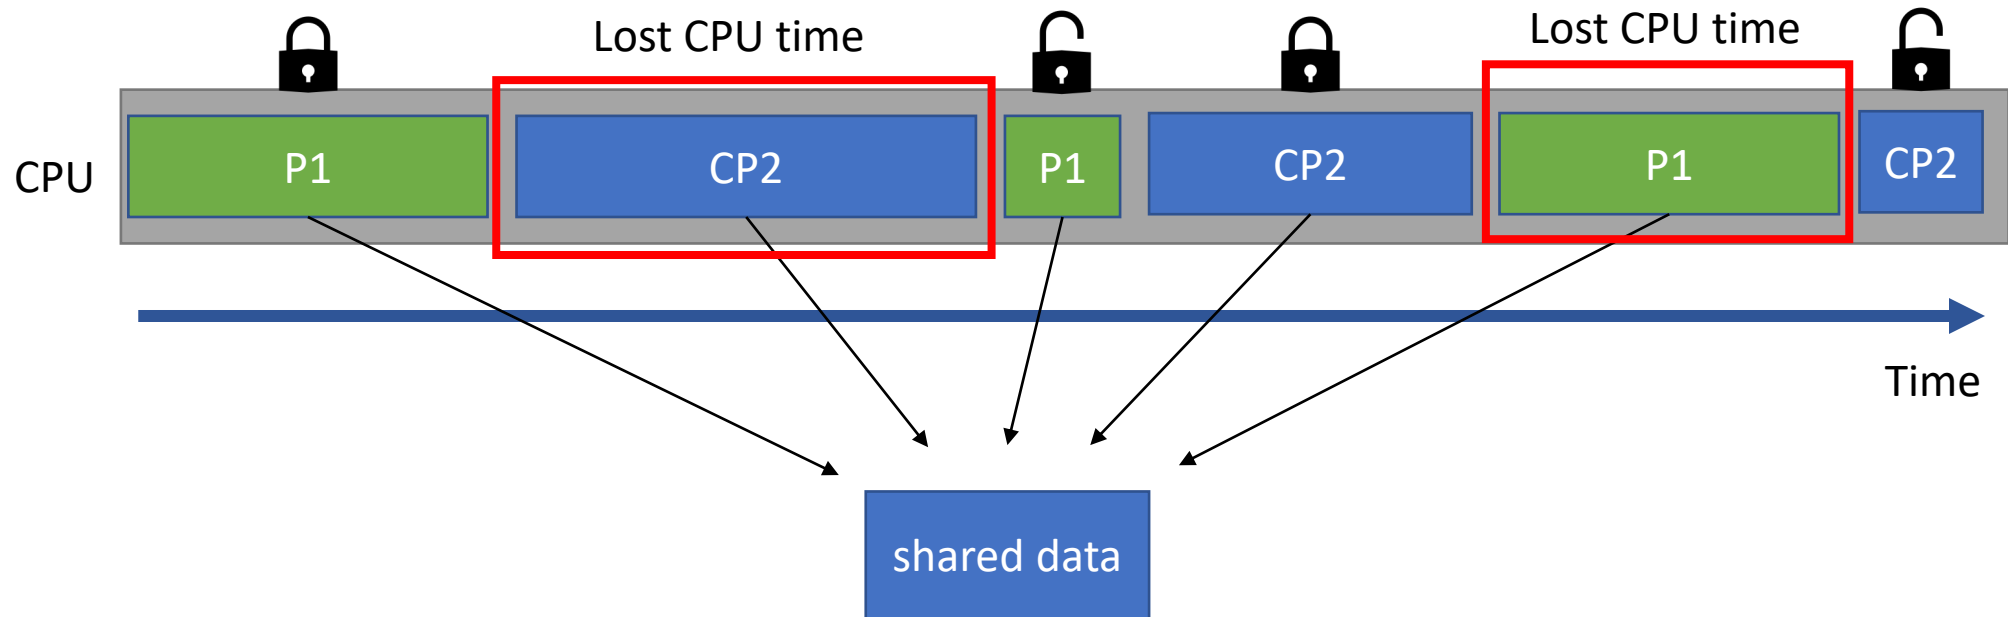 Lost CPU time
Lost CPU time
CPU
P1
CP2
P1
CP2
P1
CP2
Time
shared data